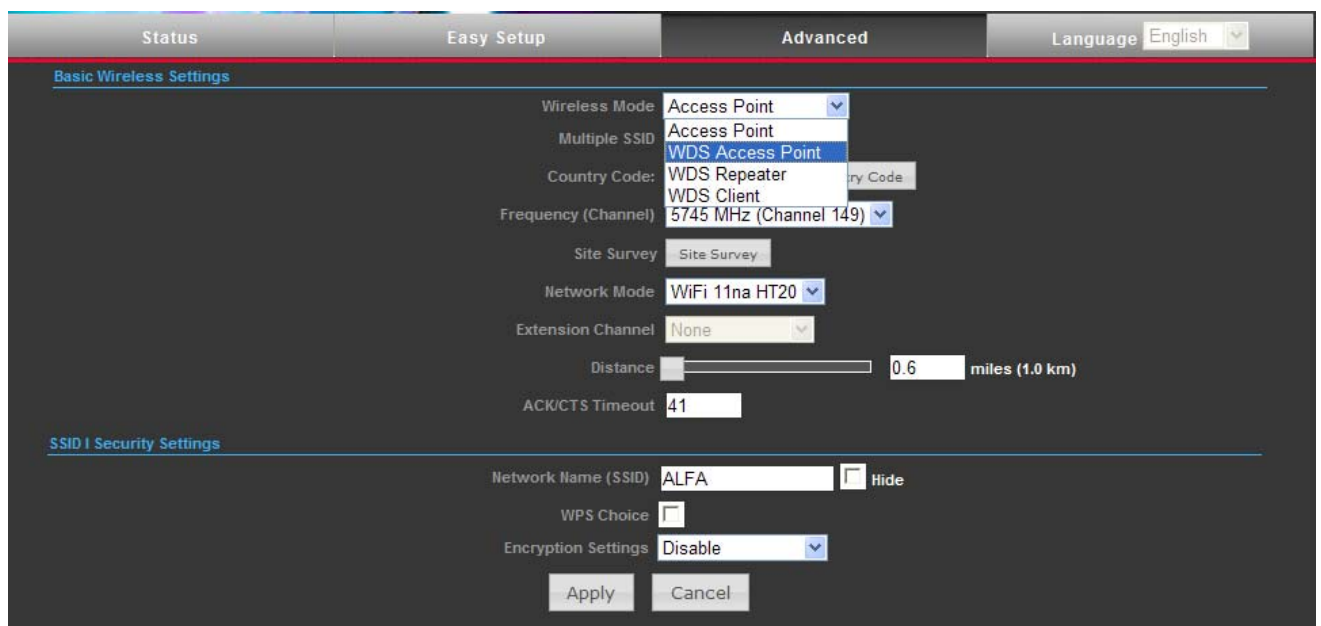 Status Easy Setup Advanced Language English
Basic Wireless Settings
Wireless Mode Access Point
Access Point
Multiple SSID
WDS Access Point
Country Code: WDS Repeater ry Code
WDS Client
Frequency (Channel) 5745 MHz (Channel 149)
Site Survey Site Survey
Network Mode WiFi 11na HT20
Extension Channel None
Distance 0.6 miles (1.0 km)
ACK/CTS Timeout 41
SSID I Security Settings
Network Name (SSID) ALFA Hide
WPS Choice
Encryption Settings Disable
Apply Cancel